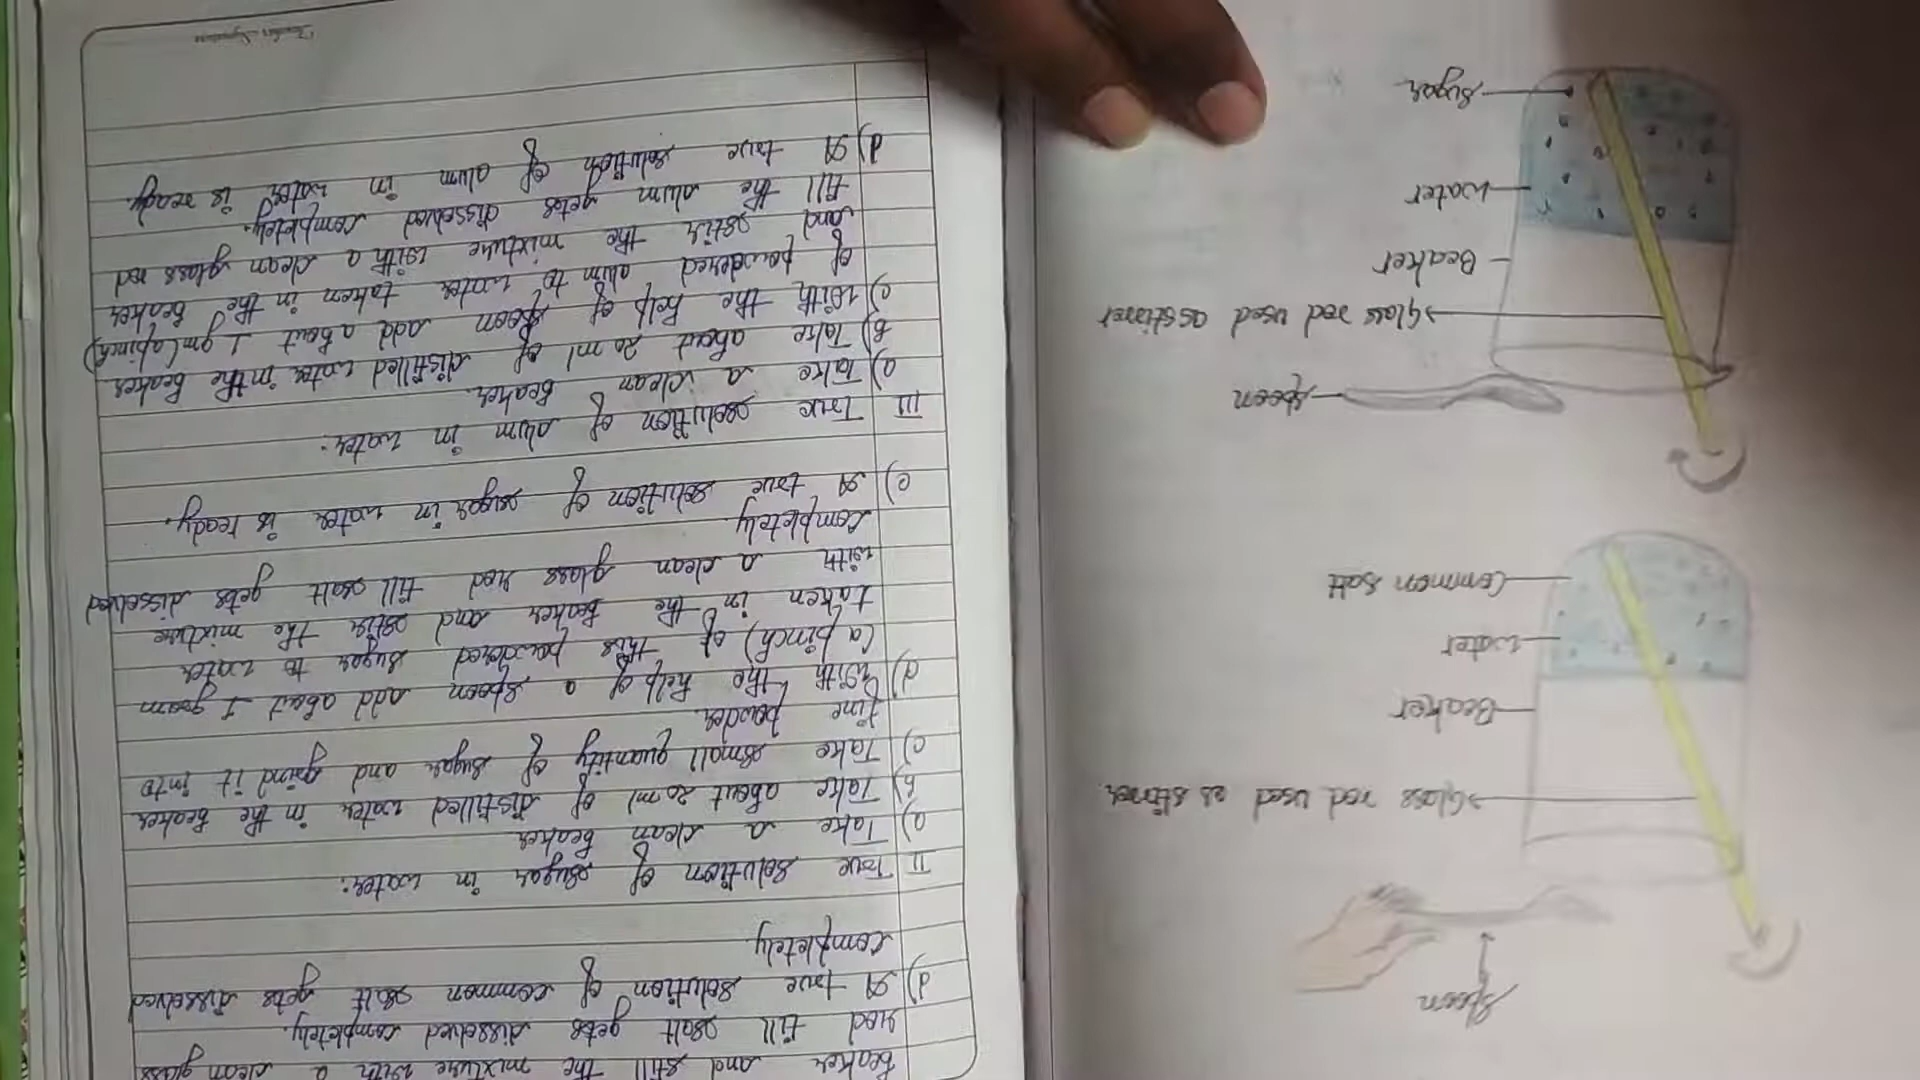 Beaker and still the mixture with a clean glass
rod till salt gets dissolved completely.
d) A true solution of common salt gets dissolved
completely.
II True solution of sugar in water:
a) Take a clean beaker
b) Take about 20 ml of distilled water in the beaker
c) Take small quantity of sugar and grind it into
fine powder.
d) With the help of a spoon add about 1 gram
(a pinch) of this powdered sugar to water
taken in the beaker and stir the mixture
with a clean glass rod till salt gets dissolved
completely.
e) A true solution of sugar in water is ready.
III True solution of alum in water:
a) Take a clean beaker.
b) Take about 20 ml of distilled water in the beaker
c) With the help of spoon add about 1 gm (a pinch)
of powdered alum to water taken in the beaker
and stir the mixture with a clean glass rod
till the alum gets dissolved completely.
d) A true solution of alum in water is ready.
Teacher's Signature
Spoon
Glass rod used as stirrer
Beaker
water
Common salt
spoon
Glass rod used as stirrer
Beaker
water
sugar